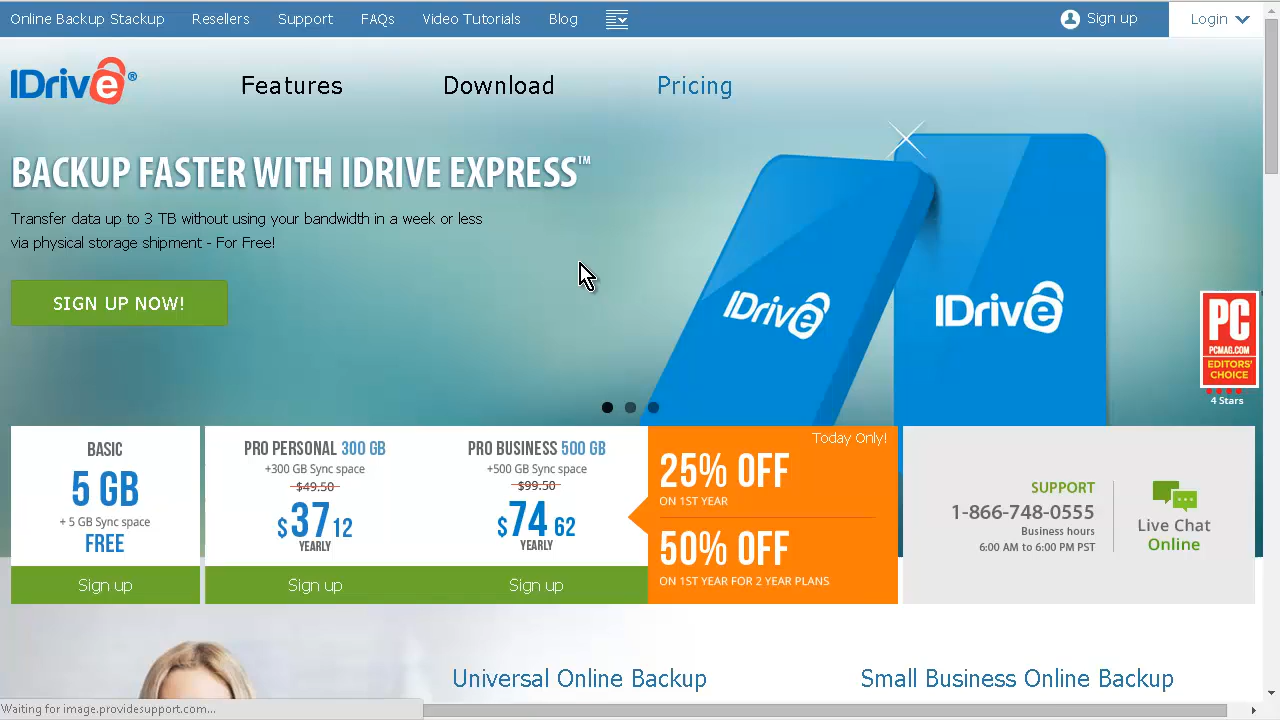 Online Backup Stackup Resellers Support FAQs Video Tutorials Blog Sign up Login
IDrive® Features Download Pricing
BACKUP FASTER WITH IDRIVE EXPRESS™
Transfer data up to 3 TB without using your bandwidth in a week or less
via physical storage shipment - For Free!
SIGN UP NOW!
IDrive
IDrive
PC
PCMAG.COM
EDITORS'
CHOICE
4 Stars
BASIC
5 GB
+ 5 GB Sync space
FREE
Sign up
PRO PERSONAL 300 GB
+300 GB Sync space
$49.50
$37 12
YEARLY
Sign up
PRO BUSINESS 500 GB
+500 GB Sync space
$99.50
$74 62
YEARLY
Sign up
Today Only!
25% OFF
ON 1ST YEAR
50% OFF
ON 1ST YEAR FOR 2 YEAR PLANS
SUPPORT
1-866-748-0555
Business hours
6:00 AM to 6:00 PM PST
Live Chat
Online
Universal Online Backup
Small Business Online Backup
Waiting for image.providesupport.com...